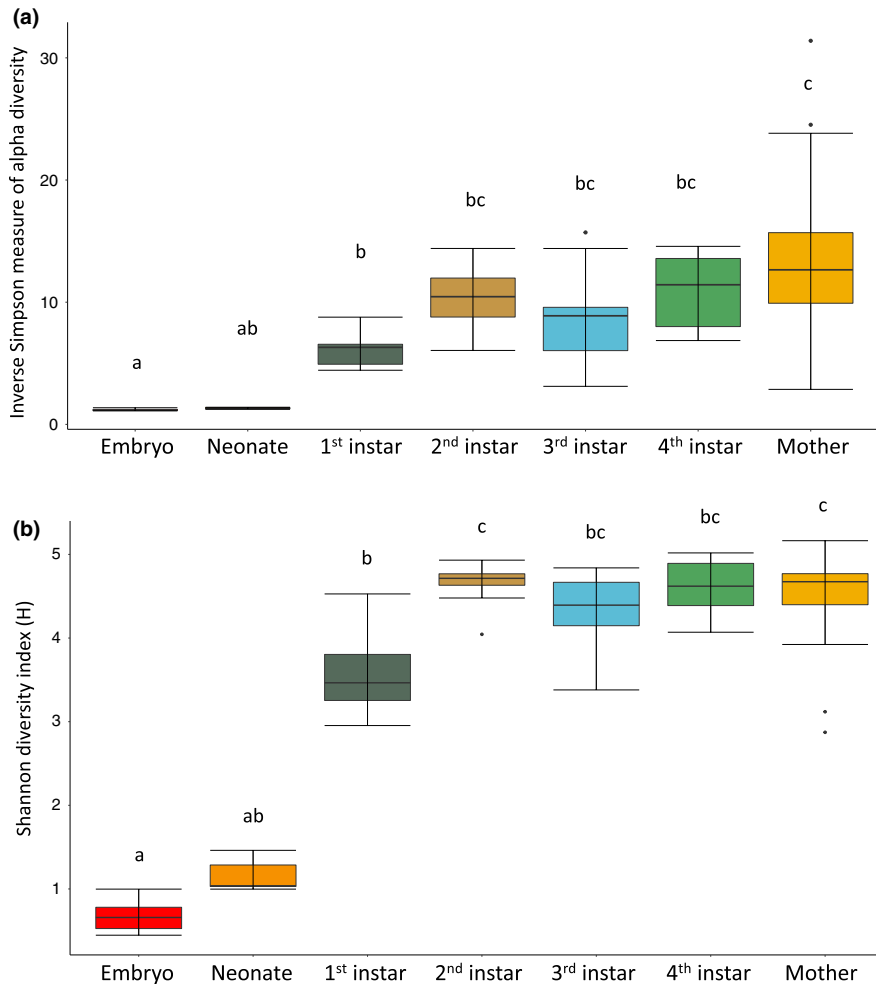 (a)
Inverse Simpson measure of alpha diversity
30
20
10
0
a
ab
b
bc
bc
bc
c
Embryo Neonate 1st instar 2nd instar 3rd instar 4th instar Mother
(b)
Shannon diversity index (H)
5
4
3
2
1
a
ab
b
c
bc
bc
c
Embryo Neonate 1st instar 2nd instar 3rd instar 4th instar Mother